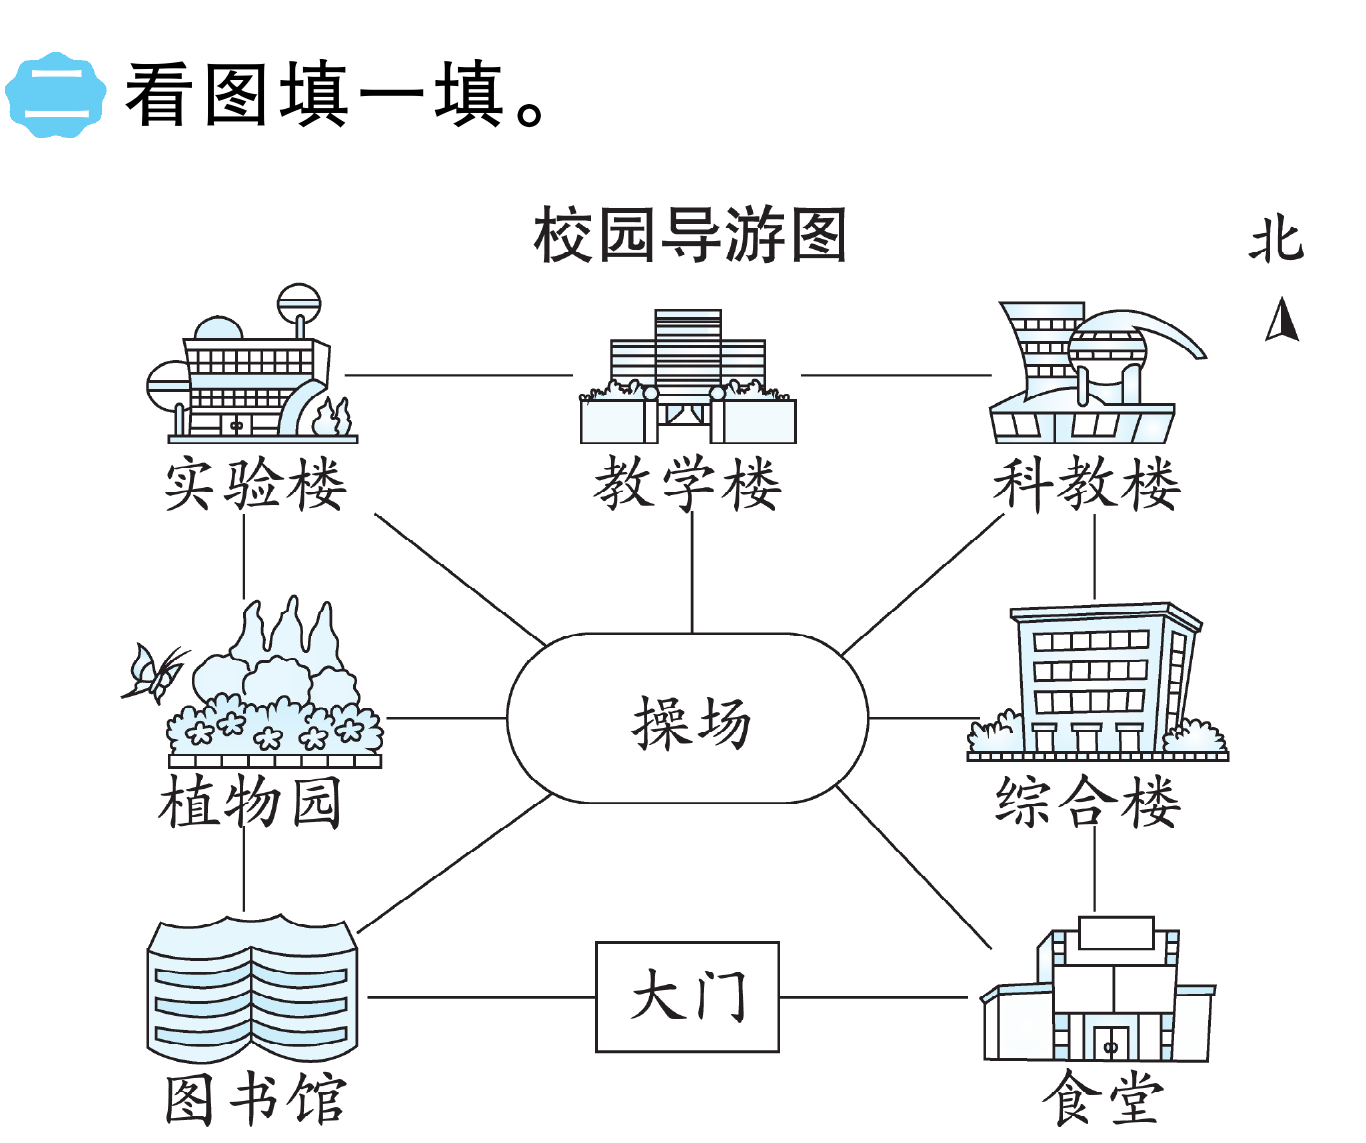 二 看图填一填。
校园导游图
北
实验楼 教学楼 科教楼
操场
植物园 综合楼
大门
图书馆 食堂